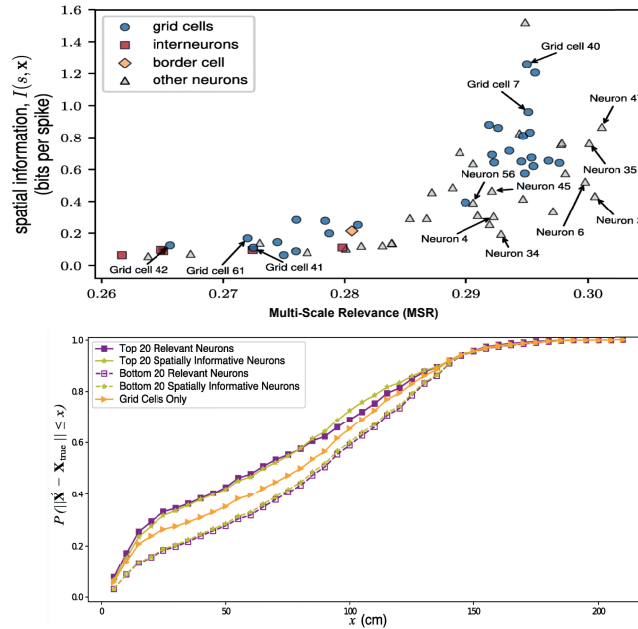 1.6
1.4
1.2
1.0
0.8
0.6
0.4
0.2
0.0
spatial information, I(s, x)
(bits per spike)
grid cells
interneurons
border cell
other neurons
Grid cell 40
Grid cell 7
Neuron 47
Neuron 35
Neuron 56
Neuron 45
Neuron 6
Neuron
Neuron 4
Neuron 34
Grid cell 42
Grid cell 61
Grid cell 41
0.26 0.27 0.28 0.29 0.30
Multi-Scale Relevance (MSR)
1.0
0.8
0.6
0.4
0.2
0.0
P(||X̂ − X_true|| ≤ x)
Top 20 Relevant Neurons
Top 20 Spatially Informative Neurons
Bottom 20 Relevant Neurons
Bottom 20 Spatially Informative Neurons
Grid Cells Only
0 50 100 150 200
x (cm)